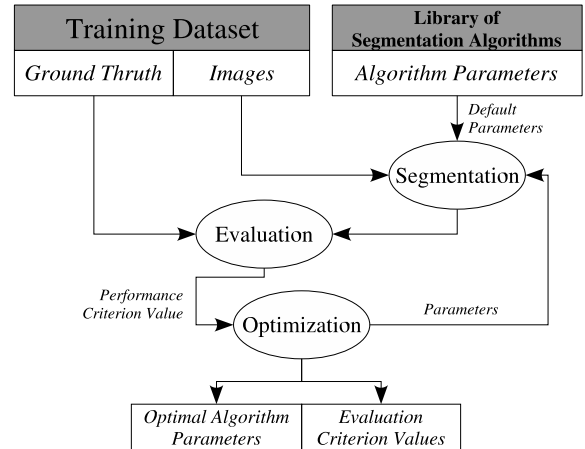 Training Dataset
Ground Thruth
Images
Library of
Segmentation Algorithms
Algorithm Parameters
Default
Parameters
Segmentation
Evaluation
Performance
Criterion Value
Optimization
Parameters
Optimal Algorithm
Parameters
Evaluation
Criterion Values